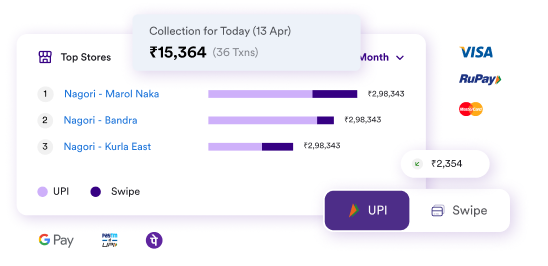 Collection for Today (13 Apr)
₹15,364 (36 Txns)
Top Stores
Month
1 Nagori - Marol Naka ₹2,98,343
2 Nagori - Bandra ₹2,98,343
3 Nagori - Kurla East ₹2,98,343
₹2,354
UPI Swipe
UPI Swipe
VISA
RuPay
MasterCard
G Pay
Paytm
UPI
पे